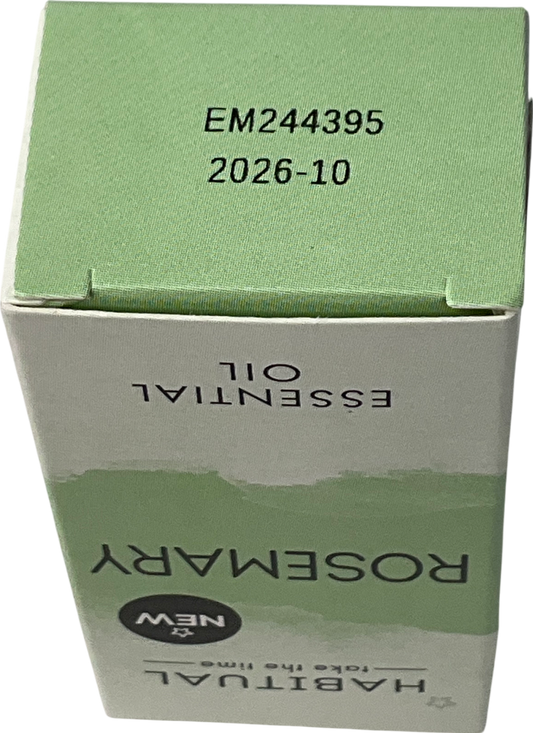 EM244395
2026-10
HABITUAL
take the time
NEW
ROSEMARY
ESSENTIAL
OIL